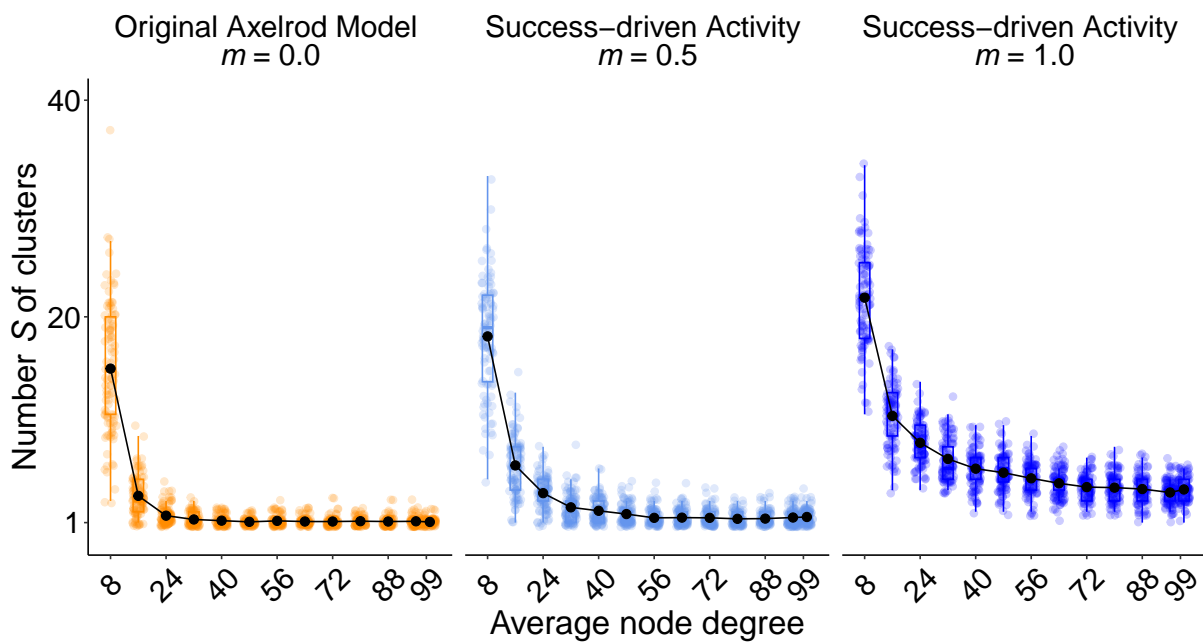 Original Axelrod Model
m = 0.0
Success−driven Activity
m = 0.5
Success−driven Activity
m = 1.0
Number S of clusters
40
20
1
8 24 40 56 72 88 99
8 24 40 56 72 88 99
8 24 40 56 72 88 99
Average node degree